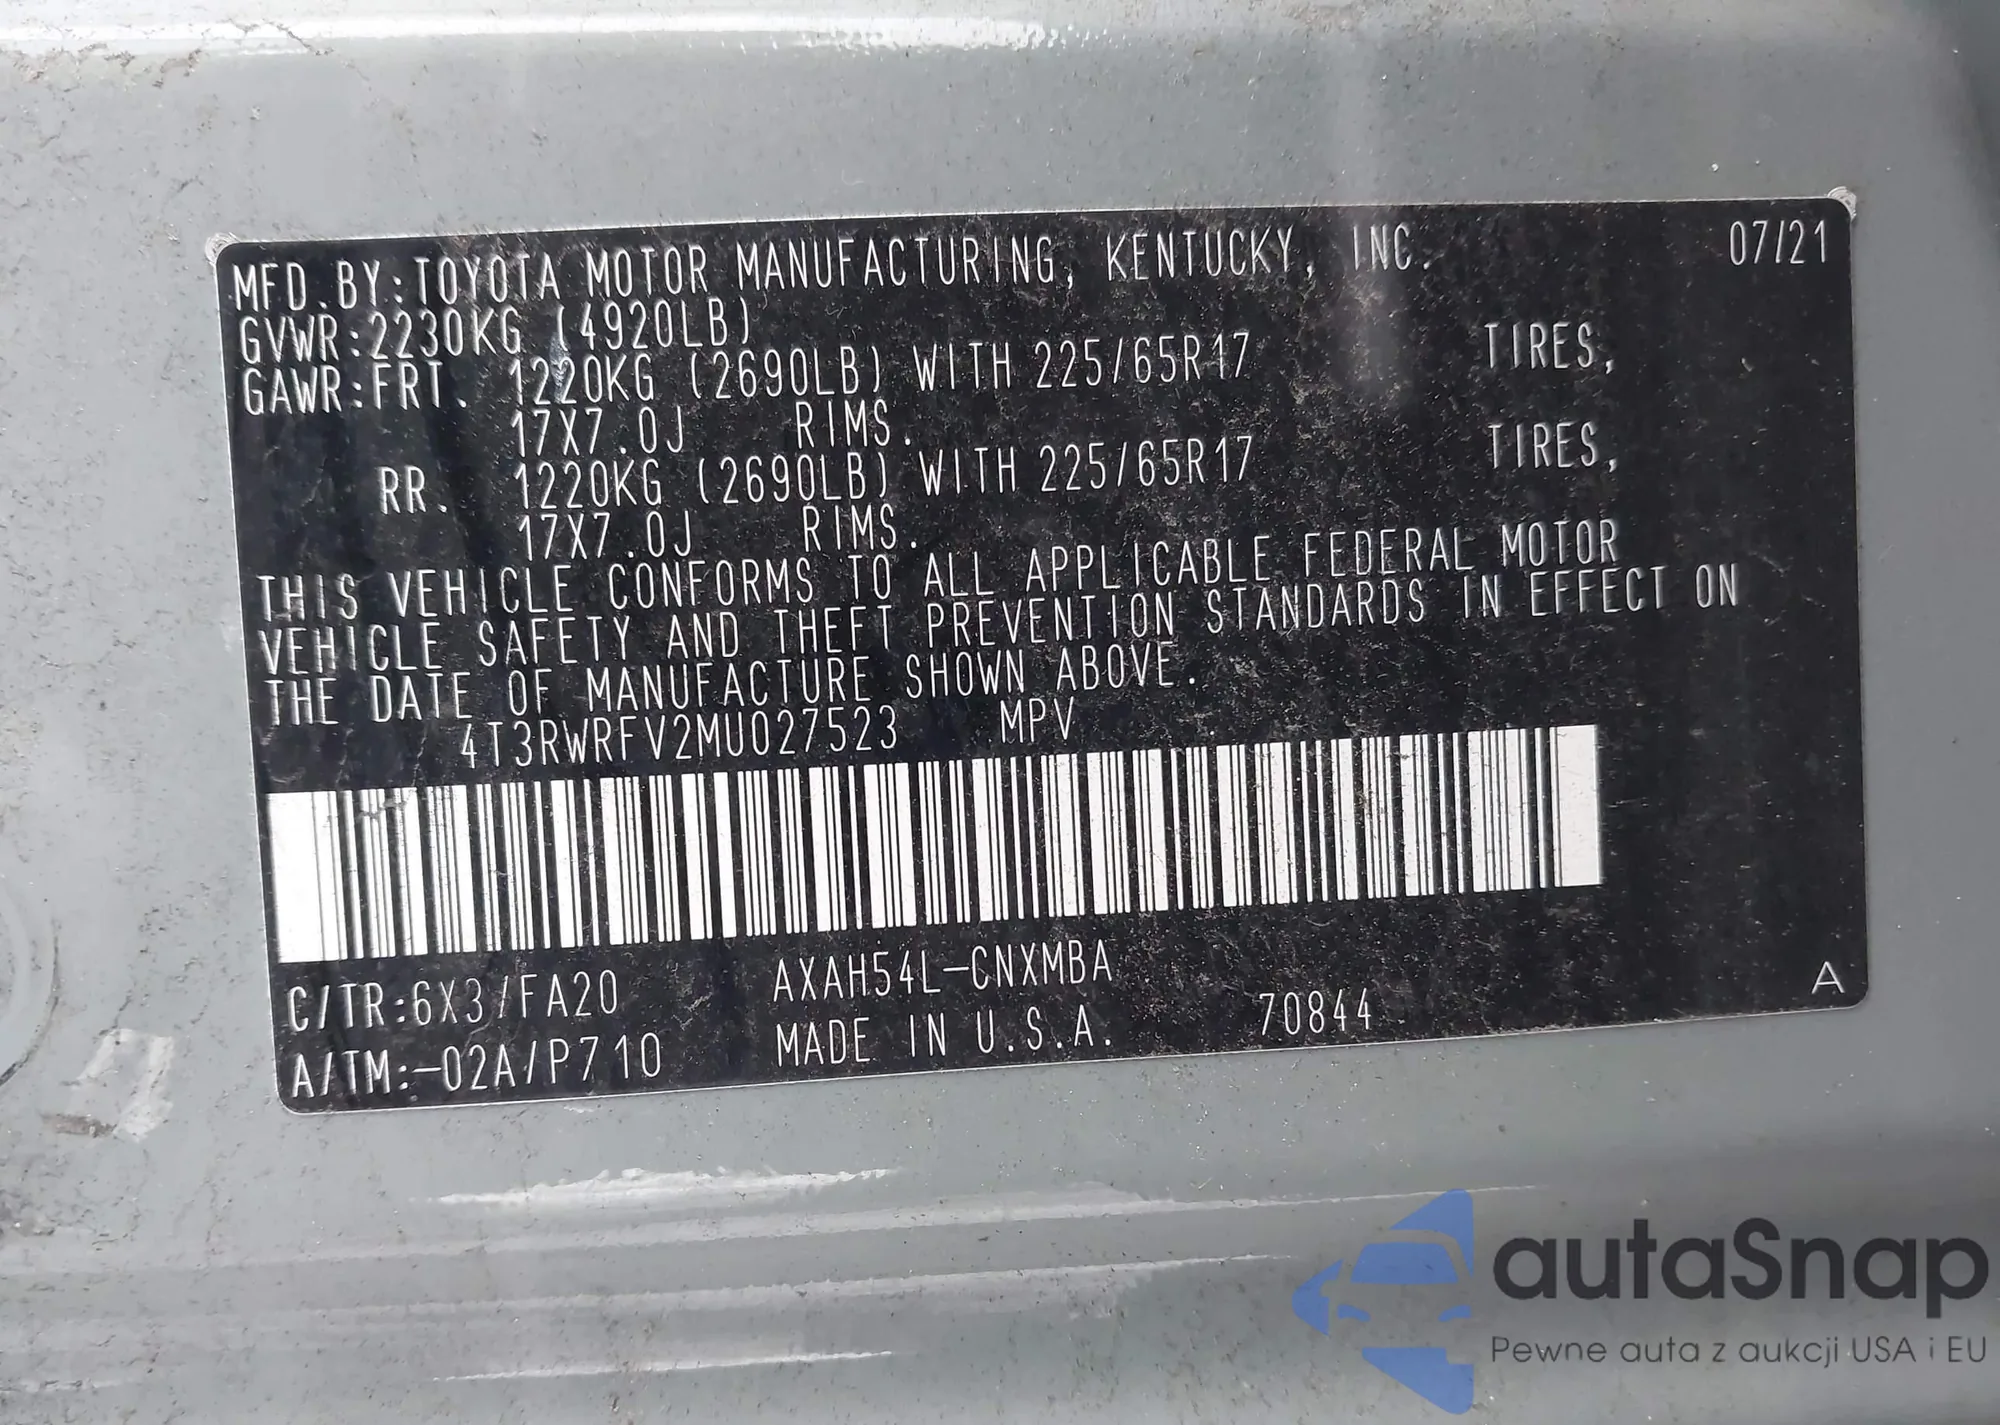 MFD.BY:TOYOTA MOTOR MANUFACTURING, KENTUCKY, INC. 07/21
GVWR:2230KG (4920LB)
GAWR:FRT. 1220KG (2690LB) WITH 225/65R17 TIRES,
17X7.0J RIMS.
RR. 1220KG (2690LB) WITH 225/65R17 TIRES,
17X7.0J RIMS.
THIS VEHICLE CONFORMS TO ALL APPLICABLE FEDERAL MOTOR
VEHICLE SAFETY AND THEFT PREVENTION STANDARDS IN EFFECT ON
THE DATE OF MANUFACTURE SHOWN ABOVE.
4T3RWRFV2MU027523 MPV
C/TR:6X3/FA20 AXAH54L-CNXMBA A
A/TM:-02A/P710 MADE IN U.S.A. 70844
autaSnap
Pewne auta z aukcji USA i EU